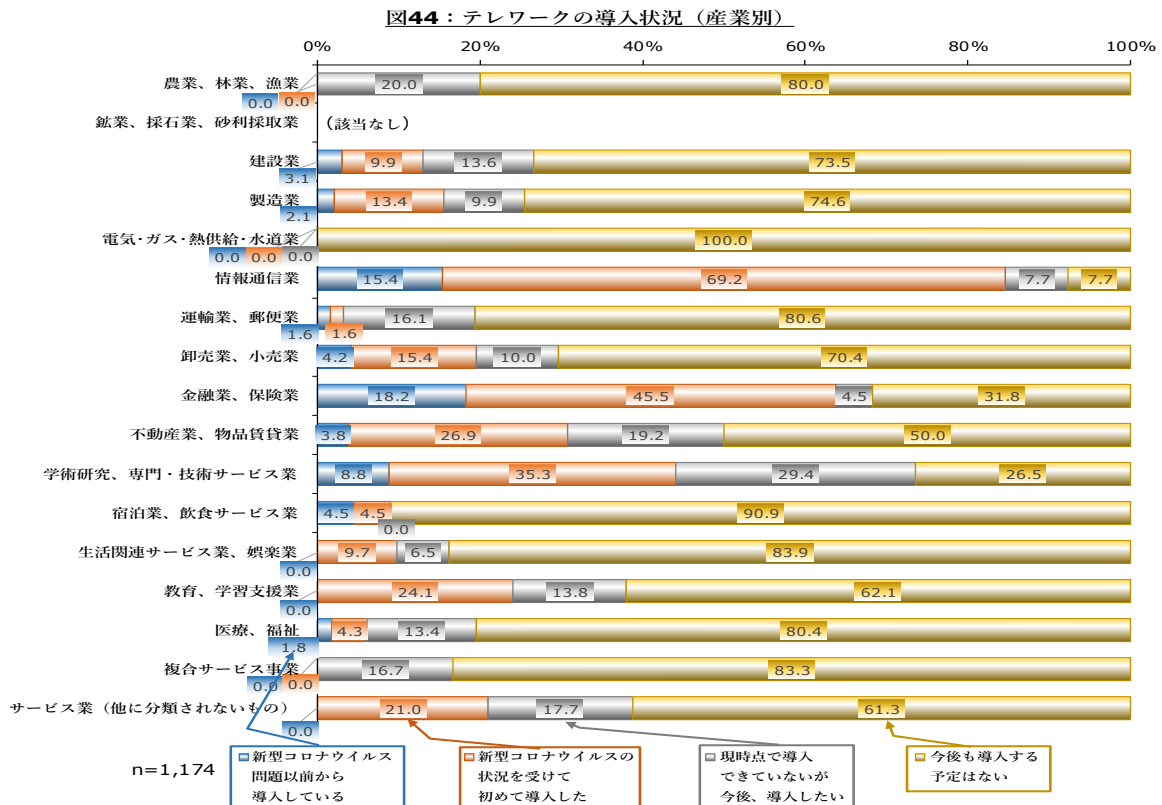 図44：テレワークの導入状況（産業別）
0% 20% 40% 60% 80% 100%
農業、林業、漁業 0.0 0.0 20.0 80.0
鉱業、採石業、砂利採取業 （該当なし）
建設業 3.1 9.9 13.6 73.5
製造業 2.1 13.4 9.9 74.6
電気･ガス･熱供給･水道業 0.0 0.0 0.0 100.0
情報通信業 15.4 69.2 7.7 7.7
運輸業、郵便業 1.6 1.6 16.1 80.6
卸売業、小売業 4.2 15.4 10.0 70.4
金融業、保険業 18.2 45.5 4.5 31.8
不動産業、物品賃貸業 3.8 26.9 19.2 50.0
学術研究、専門・技術サービス業 8.8 35.3 29.4 26.5
宿泊業、飲食サービス業 4.5 4.5 0.0 90.9
生活関連サービス業、娯楽業 0.0 9.7 6.5 83.9
教育、学習支援業 0.0 24.1 13.8 62.1
医療、福祉 1.8 4.3 13.4 80.4
複合サービス事業 0.0 0.0 16.7 83.3
サービス業（他に分類されないもの） 0.0 21.0 17.7 61.3
n=1,174
新型コロナウイルス
問題以前から
導入している
新型コロナウイルスの
状況を受けて
初めて導入した
現時点で導入
できていないが
今後、導入したい
今後も導入する
予定はない